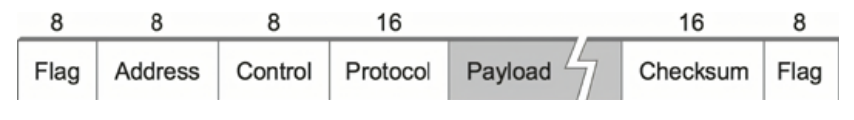 8 8 8 16 16 8
Flag Address Control Protocol Payload Checksum Flag